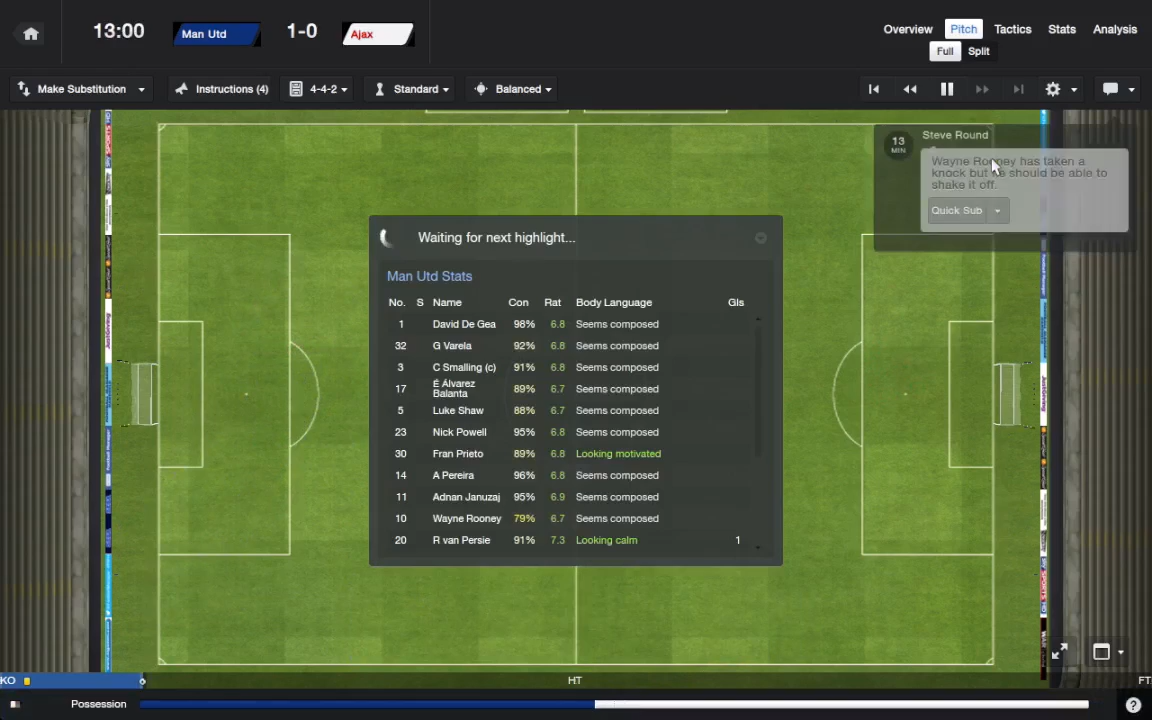 13:00
Man Utd
1-0
Ajax
Overview
Pitch
Tactics
Stats
Analysis
Full
Split
Make Substitution
Instructions (4)
4-4-2
Standard
Balanced
13
MIN
Steve Round
Wayne Rooney has taken a
knock but he should be able to
shake it off.
Quick Sub
Waiting for next highlight...
Man Utd Stats
No. S Name Con Rat Body Language Gls
1 David De Gea 98% 6.8 Seems composed
32 G Varela 92% 6.8 Seems composed
3 C Smalling (c) 91% 6.8 Seems composed
17 É Álvarez Balanta 89% 6.7 Seems composed
5 Luke Shaw 88% 6.7 Seems composed
23 Nick Powell 95% 6.8 Seems composed
30 Fran Prieto 89% 6.8 Looking motivated
14 A Pereira 96% 6.8 Seems composed
11 Adnan Januzaj 95% 6.9 Seems composed
10 Wayne Rooney 79% 6.7 Seems composed
20 R van Persie 91% 7.3 Looking calm 1
KO
HT
FT
Possession
?